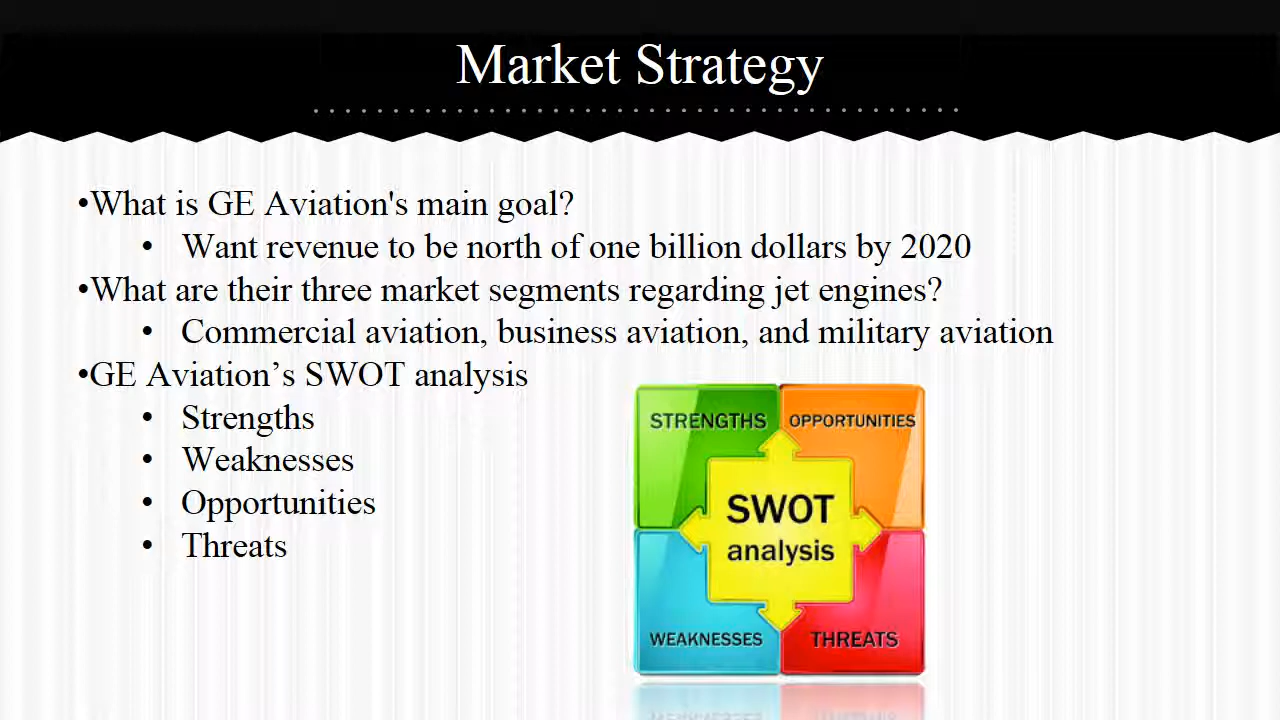 Market Strategy
•What is GE Aviation's main goal?
• Want revenue to be north of one billion dollars by 2020
•What are their three market segments regarding jet engines?
• Commercial aviation, business aviation, and military aviation
•GE Aviation’s SWOT analysis
• Strengths
• Weaknesses
• Opportunities
• Threats
STRENGTHS
OPPORTUNITIES
SWOT
analysis
WEAKNESSES
THREATS